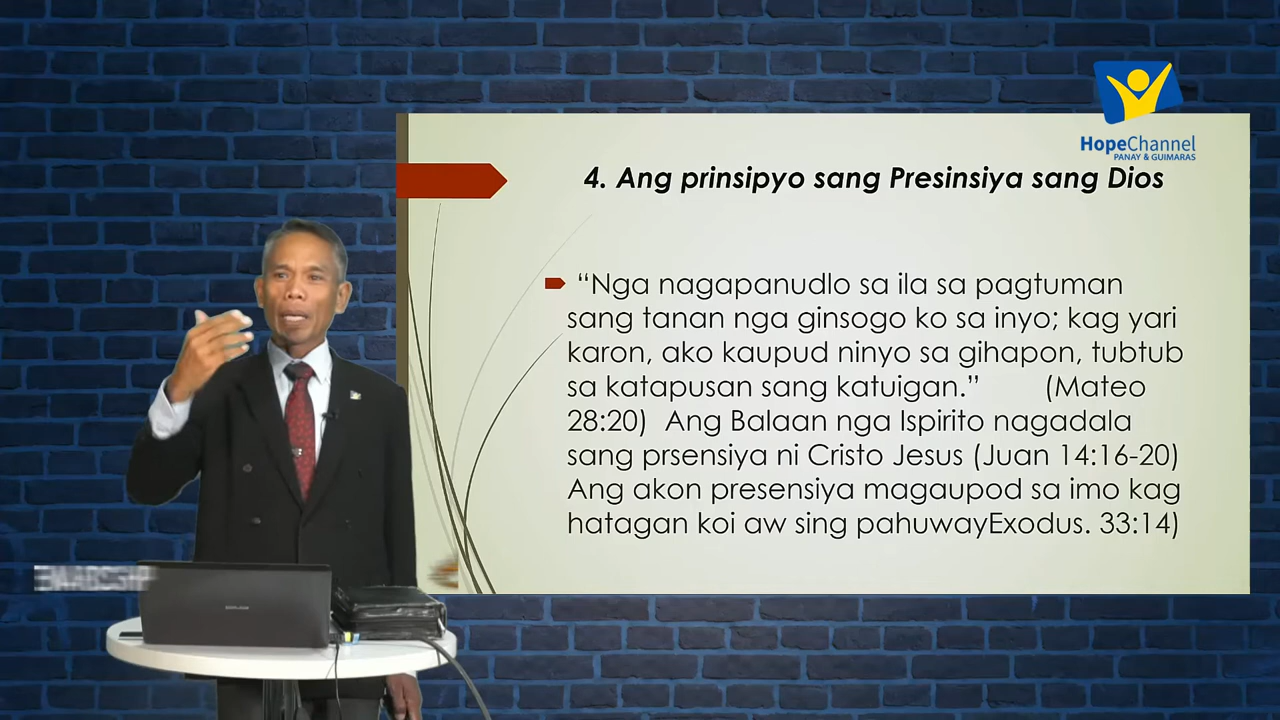 HopeChannel
PANAY & GUIMARAS
4. Ang prinsipyo sang Presinsiya sang Dios
“Nga nagapanudlo sa ila sa pagtuman
sang tanan nga ginsogo ko sa inyo; kag yari
karon, ako kaupud ninyo sa gihapon, tubtub
sa katapusan sang katuigan.” (Mateo
28:20) Ang Balaan nga Ispirito nagadala
sang prsensiya ni Cristo Jesus (Juan 14:16-20)
Ang akon presensiya magaupod sa imo kag
hatagan koi aw sing pahuwayExodus. 33:14)